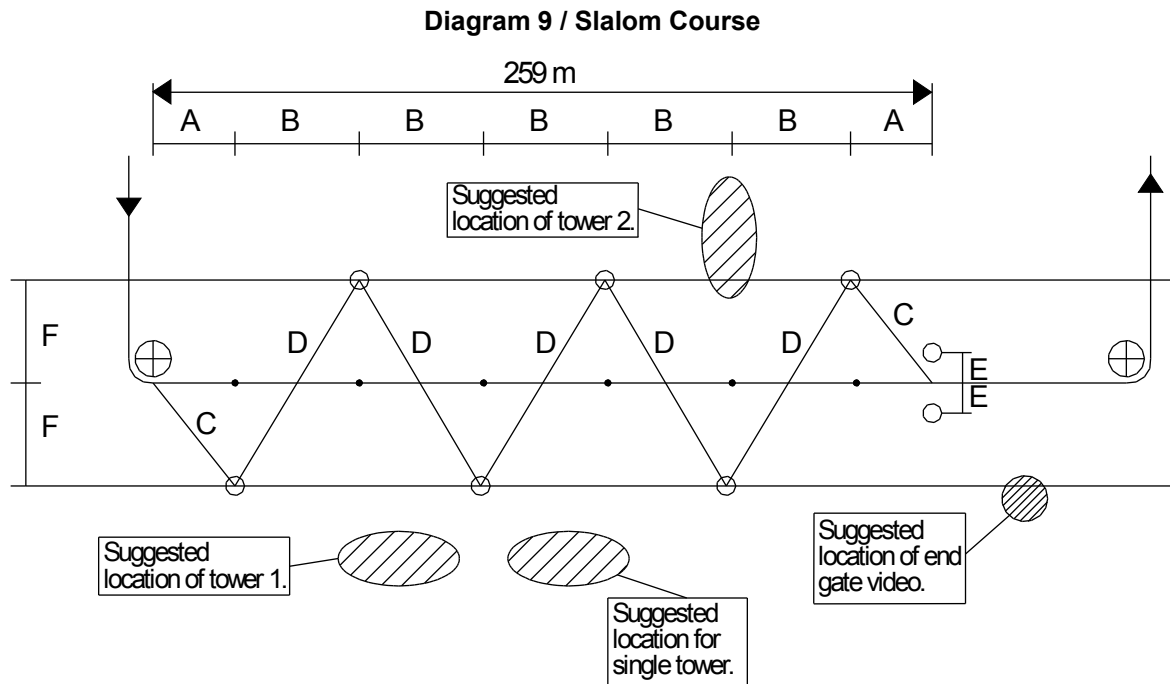 Diagram 9 / Slalom Course
259 m
A B B B B B A
Suggested
location of tower 2.
F D D D D D C
E
E
F C
Suggested
location of tower 1.
Suggested
location for
single tower.
Suggested
location of end
gate video.